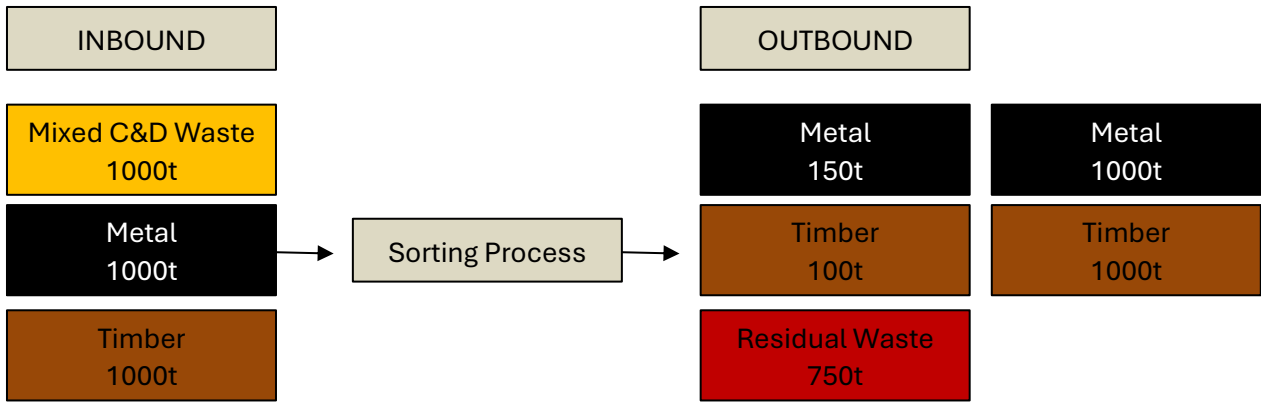 INBOUND
OUTBOUND
Mixed C&D Waste
1000t
Metal
150t
Metal
1000t
Metal
1000t
Sorting Process
Timber
100t
Timber
1000t
Timber
1000t
Residual Waste
750t